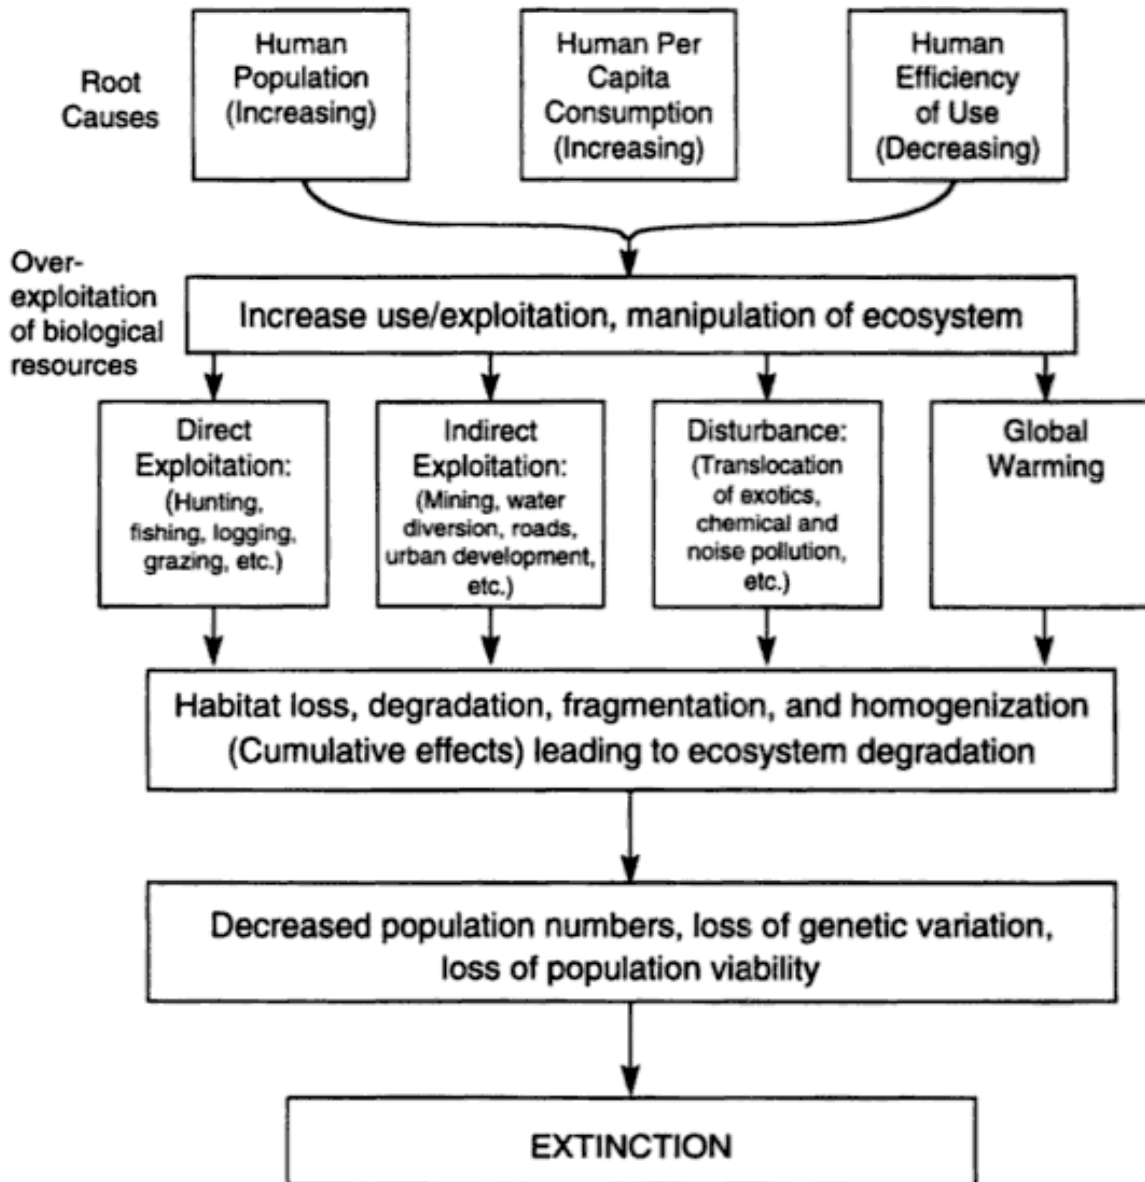 Root
Causes
Human
Population
(Increasing)
Human Per
Capita
Consumption
(Increasing)
Human
Efficiency
of Use
(Decreasing)
Over-
exploitation
of biological
resources
Increase use/exploitation, manipulation of ecosystem
Direct
Exploitation:
(Hunting,
fishing, logging,
grazing, etc.)
Indirect
Exploitation:
(Mining, water
diversion, roads,
urban development,
etc.)
Disturbance:
(Translocation
of exotics,
chemical and
noise pollution,
etc.)
Global
Warming
Habitat loss, degradation, fragmentation, and homogenization
(Cumulative effects) leading to ecosystem degradation
Decreased population numbers, loss of genetic variation,
loss of population viability
EXTINCTION